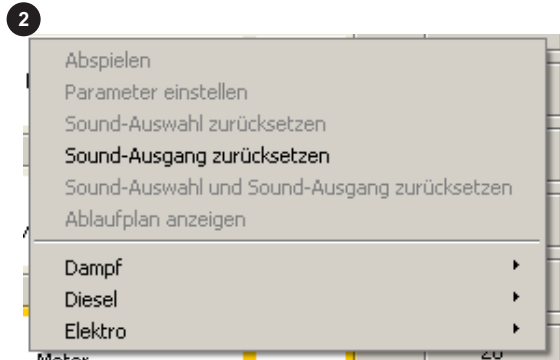 2
Abspielen
Parameter einstellen
Sound-Auswahl zurücksetzen
Sound-Ausgang zurücksetzen
Sound-Auswahl und Sound-Ausgang zurücksetzen
Ablaufplan anzeigen
Dampf
Diesel
Elektro
Motor